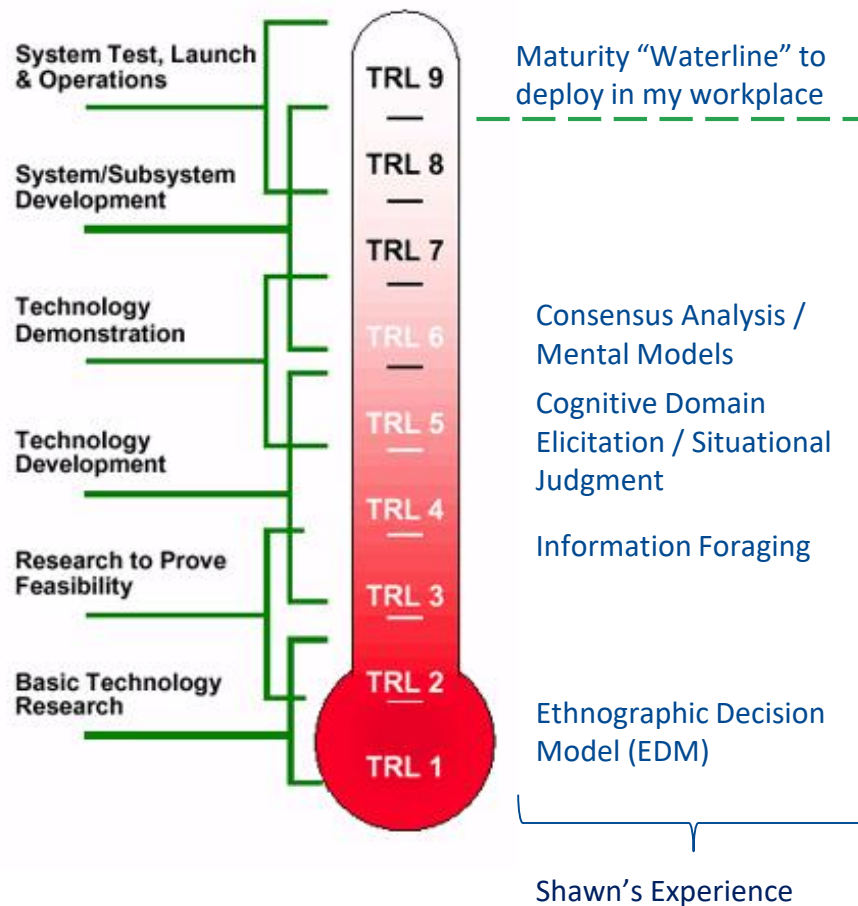 System Test, Launch
& Operations
System/Subsystem
Development
Technology
Demonstration
Technology
Development
Research to Prove
Feasibility
Basic Technology
Research
TRL 9
TRL 8
TRL 7
TRL 6
TRL 5
TRL 4
TRL 3
TRL 2
TRL 1
Maturity “Waterline” to
deploy in my workplace
Consensus Analysis /
Mental Models
Cognitive Domain
Elicitation / Situational
Judgment
Information Foraging
Ethnographic Decision
Model (EDM)
Shawn’s Experience